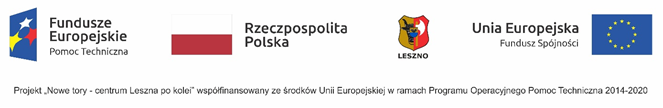 Fundusze
Europejskie
Pomoc Techniczna
Rzeczpospolita
Polska
LESZNO
Unia Europejska
Fundusz Spójności
Projekt „Nowe tory - centrum Leszna po kolei” współfinansowany ze środków Unii Europejskiej w ramach Programu Operacyjnego Pomoc Techniczna 2014-2020